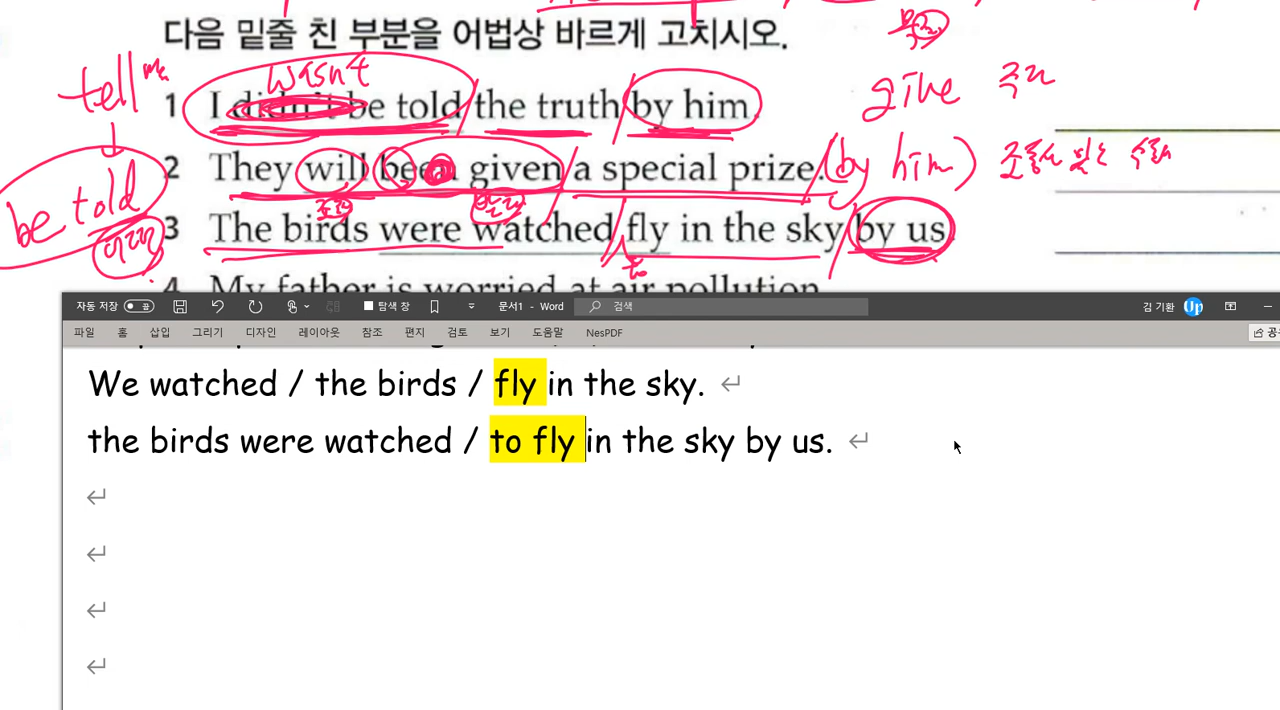 다음 밑줄 친 부분을 어법상 바르게 고치시오.
tell me
wasn't
give 주다
1 I didn't be told the truth by him.
2 They will been given a special prize. (by him) 조동사 있는 수동태
be told
3 The birds were watched fly in the sky by us
to
4 My father is worried at air pollution
자동 저장 문서1 - Word 검색 탐색 창 김 기환
파일 홈 삽입 그리기 디자인 레이아웃 참조 편지 검토 보기 도움말 NesPDF
We watched / the birds / fly in the sky.
the birds were watched / to fly in the sky by us.